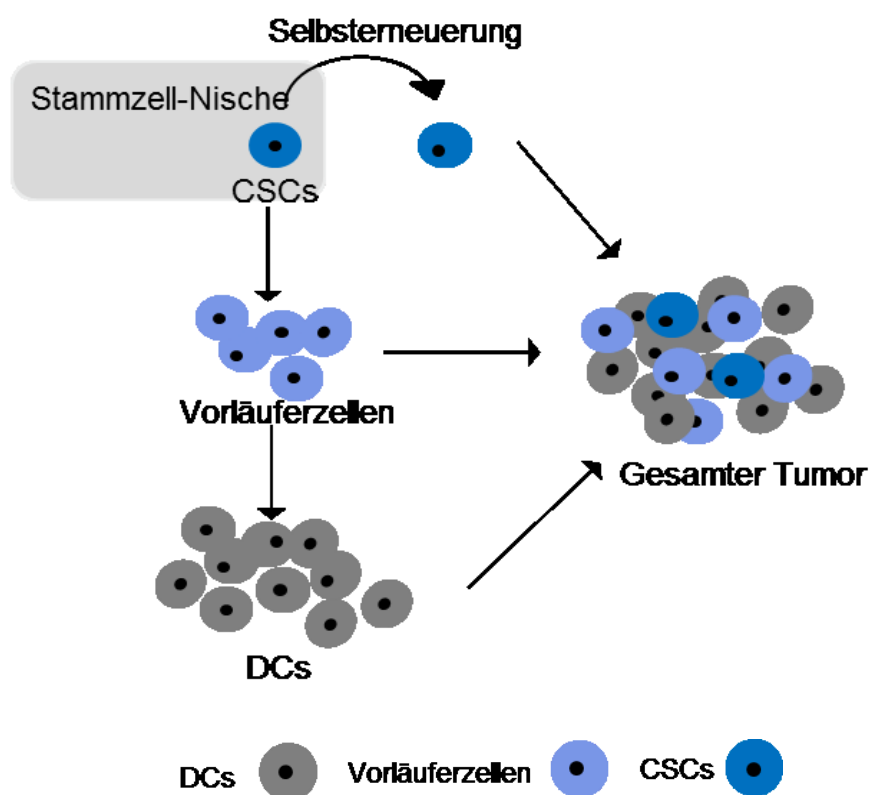 Selbsterneuerung
Stammzell-Nische
CSCs
Vorläuferzellen
Gesamter Tumor
DCs
DCs Vorläuferzellen CSCs